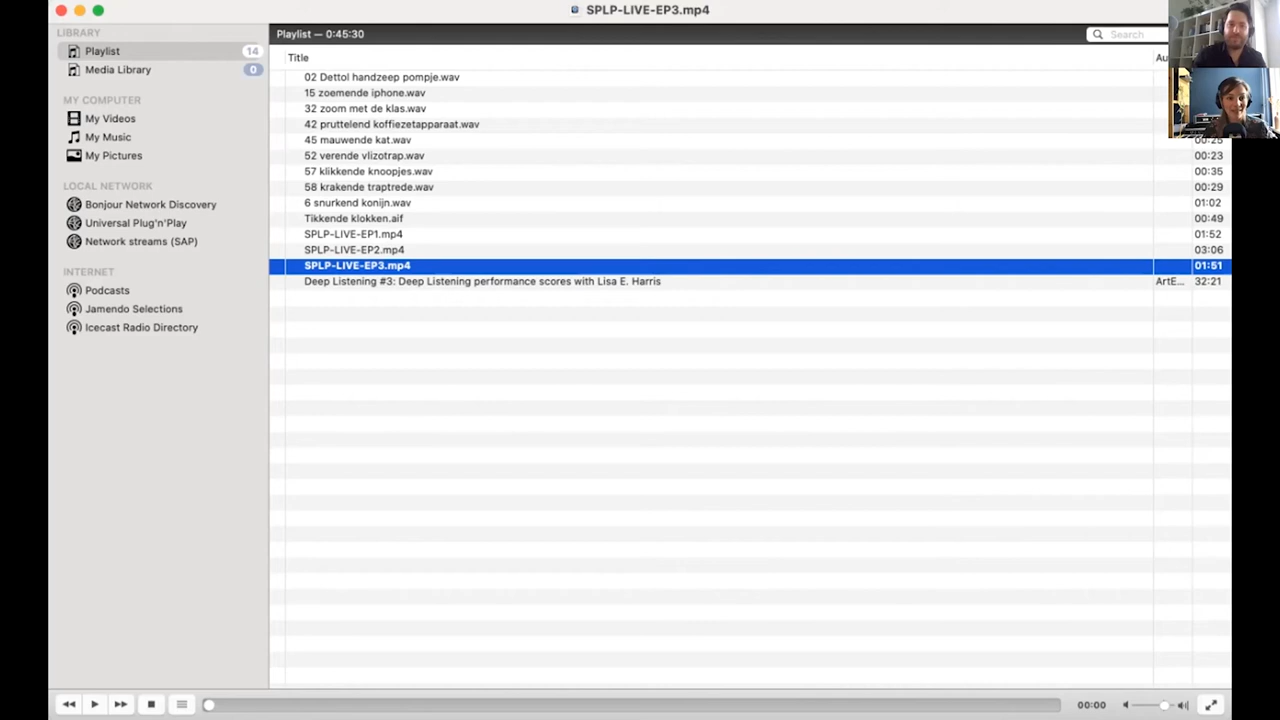 SPLP-LIVE-EP3.mp4
LIBRARY
Playlist 14
Media Library 0
MY COMPUTER
My Videos
My Music
My Pictures
LOCAL NETWORK
Bonjour Network Discovery
Universal Plug'n'Play
Network streams (SAP)
INTERNET
Podcasts
Jamendo Selections
Icecast Radio Directory
Playlist — 0:45:30 Search
Title Au
02 Dettol handzeep pompje.wav
15 zoemende iphone.wav
32 zoom met de klas.wav
42 pruttelend koffiezetapparaat.wav
45 mauwende kat.wav 00:25
52 verende vlizotrap.wav 00:23
57 klikkende knoopjes.wav 00:35
58 krakende traptrede.wav 00:29
6 snurkend konijn.wav 01:02
Tikkende klokken.aif 00:49
SPLP-LIVE-EP1.mp4 01:52
SPLP-LIVE-EP2.mp4 03:06
SPLP-LIVE-EP3.mp4 01:51
Deep Listening #3: Deep Listening performance scores with Lisa E. Harris ArtE... 32:21
00:00